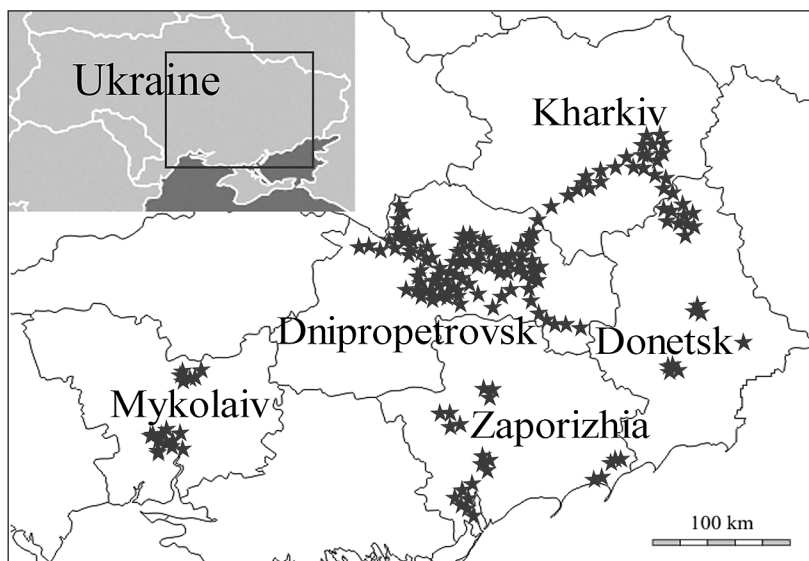 Ukraine
Kharkiv
Dnipropetrovsk
Donetsk
Mykolaiv
Zaporizhia
100 km